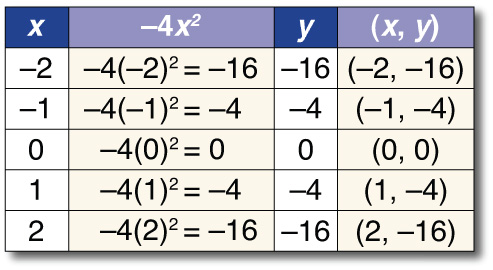 x –4x² y (x, y)
–2 –4(–2)² = –16 –16 (–2, –16)
–1 –4(–1)² = –4 –4 (–1, –4)
0 –4(0)² = 0 0 (0, 0)
1 –4(1)² = –4 –4 (1, –4)
2 –4(2)² = –16 –16 (2, –16)